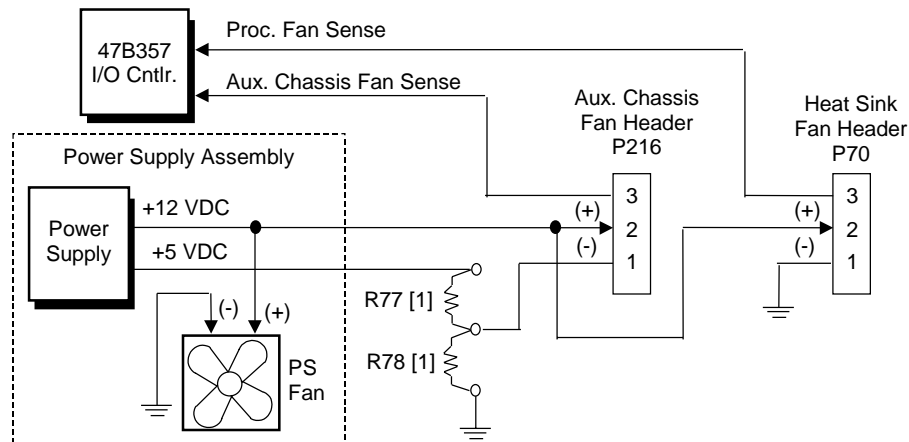 47B357
I/O Cntlr.
Proc. Fan Sense
Aux. Chassis Fan Sense
Aux. Chassis
Fan Header
P216
Heat Sink
Fan Header
P70
Power Supply Assembly
Power
Supply
+12 VDC
+5 VDC
(-)
(+)
PS
Fan
R77 [1]
R78 [1]
3
(+)
2
(-)
1
3
(+)
2
(-)
1